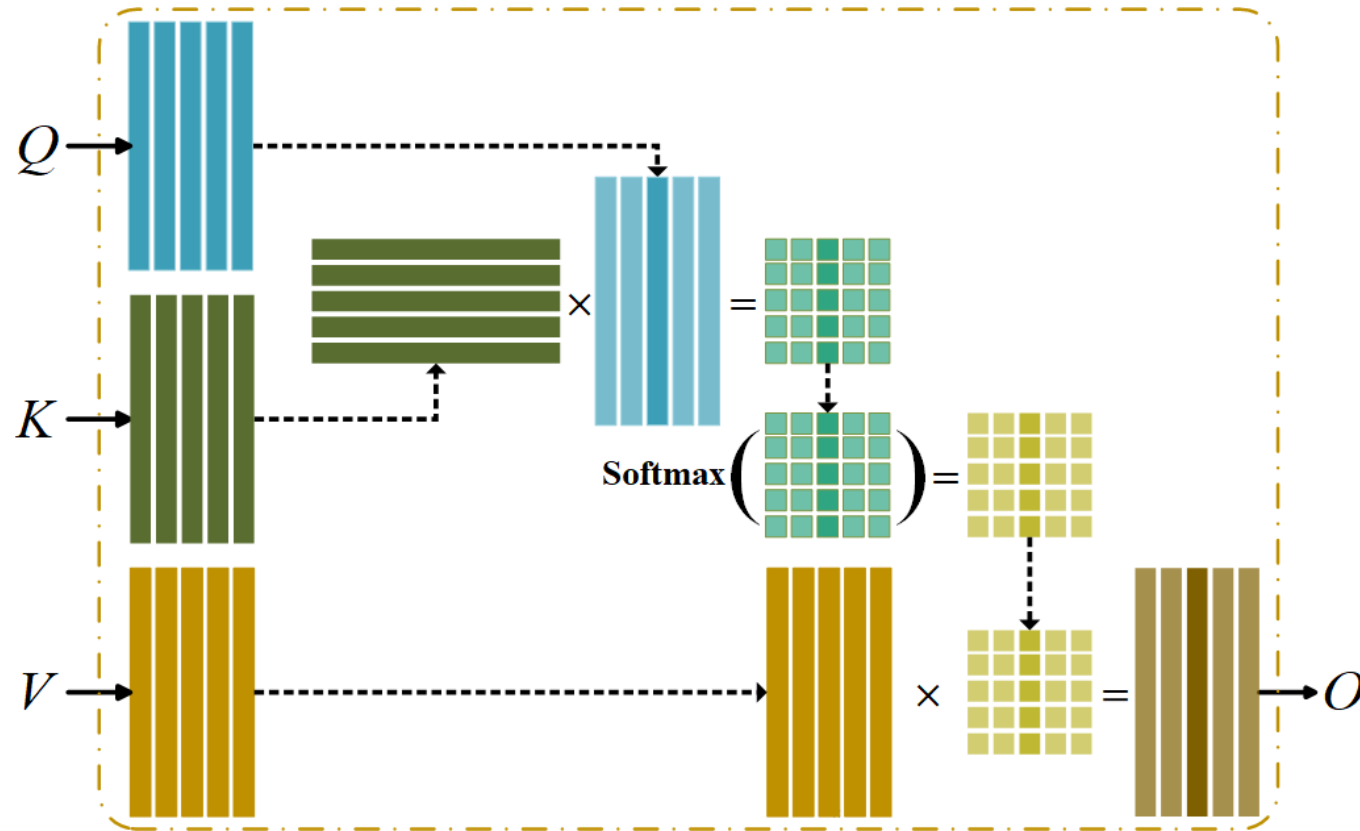 Q
×
=
K
Softmax ( ) =
V
×
=
O